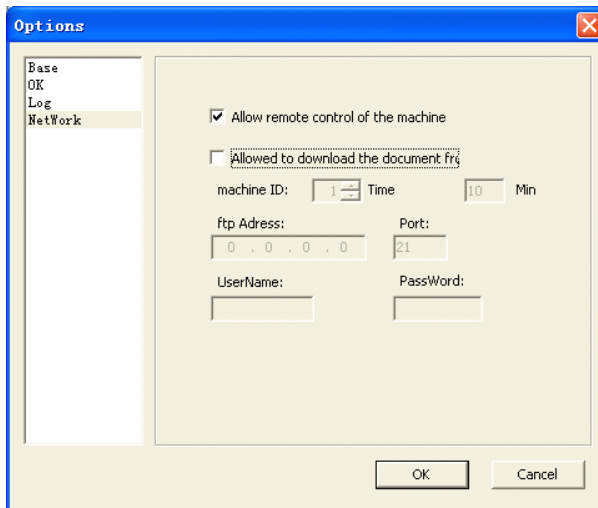 Options
Base
OK
Log
NetWork
Allow remote control of the machine
Allowed to download the document fr
machine ID: 1 Time 10 Min
ftp Adress: Port:
0 . 0 . 0 . 0 21
UserName: PassWord:
OK Cancel